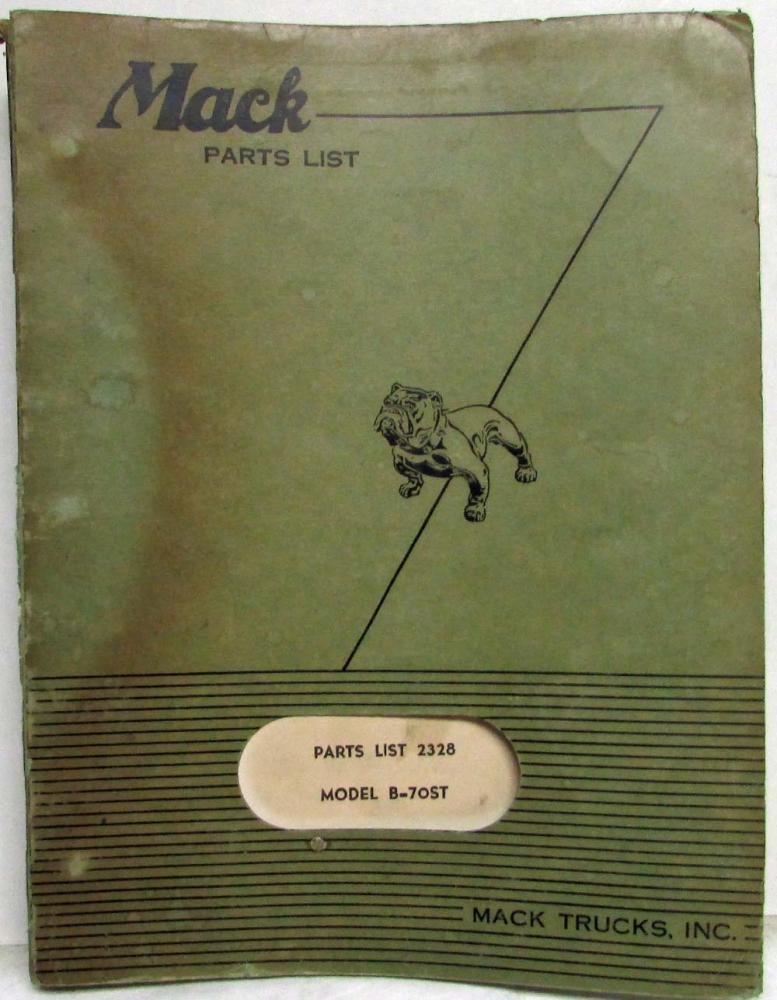 Mack
PARTS LIST
PARTS LIST 2328
MODEL B-70ST
MACK TRUCKS, INC.